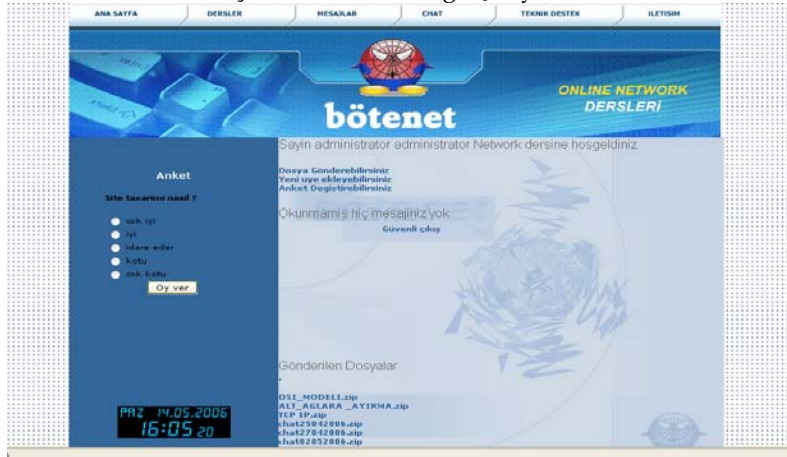 ANA SAYFA DERSLER MESAJLAR CHAT TEKNIK DESTEK ILETISIM
ONLINE NETWORK
DERSLERİ
bötenet
Sayin administrator administrator Network dersine hosgeldiniz
Anket
Site tasarimi nasil ?
cok iyi
iyi
idare eder
kotu
cok kotu
Oy ver
Dosya Gonderebilirsiniz
Yeni uye ekleyebilirsiniz
Anket Degistirebilirsiniz
Okunmamis hiç mesajiniz yok
Güvenli çıkış
Gönderilen Dosyalar
.
OSI_MODELI.zip
ALT_AGLARA_AYIRMA.zip
TCP IP.zip
chat25042006.zip
chat27042006.zip
chat02052006.zip
PAZ 14.05.2006
16:05 20